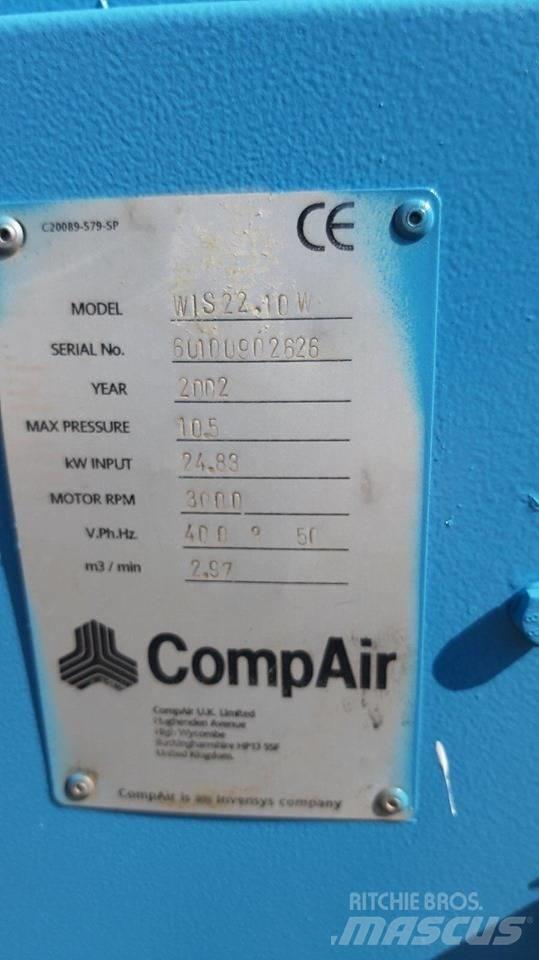 C20089-579-SP
CE
MODEL WIS22.10W
SERIAL No. 6U10U902626
YEAR 2002
MAX PRESSURE 10.5
kW INPUT 24.83
MOTOR RPM 3000
V.Ph.Hz. 400 50
m3 / min 2.97
CompAir
CompAir U.K. Limited
Hughenden Avenue
High Wycombe
Buckinghamshire HP13 5SF
United Kingdom.
CompAir is an Invensys company
RITCHIE BROS.
MASCUS